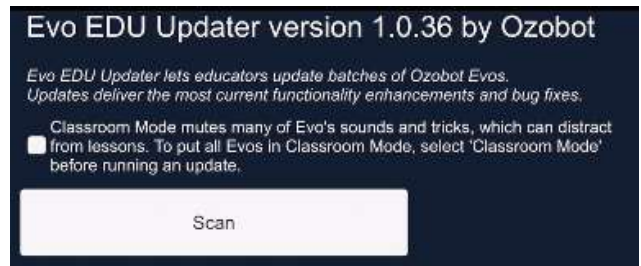 Evo EDU Updater version 1.0.36 by Ozobot
Evo EDU Updater lets educators update batches of Ozobot Evos.
Updates deliver the most current functionality enhancements and bug fixes.
Classroom Mode mutes many of Evo's sounds and tricks, which can distract
from lessons. To put all Evos in Classroom Mode, select 'Classroom Mode'
before running an update.
Scan